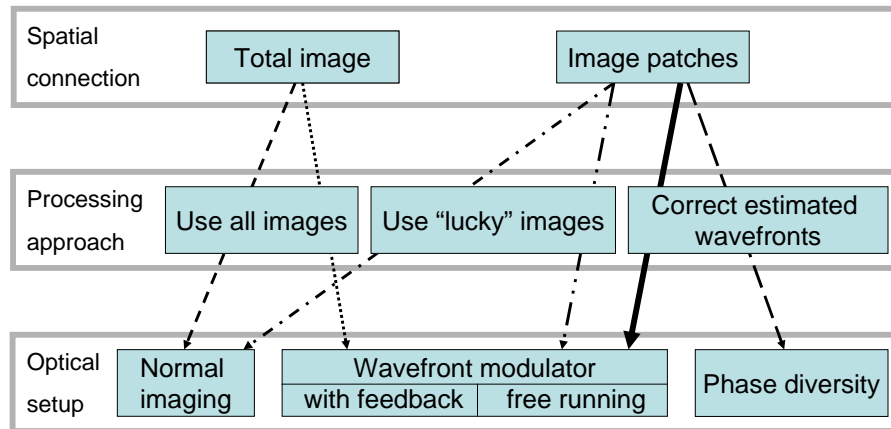 Spatial
connection
Total image
Image patches
Processing
approach
Use all images
Use “lucky” images
Correct estimated
wavefronts
Optical
setup
Normal
imaging
Wavefront modulator
with feedback
free running
Phase diversity